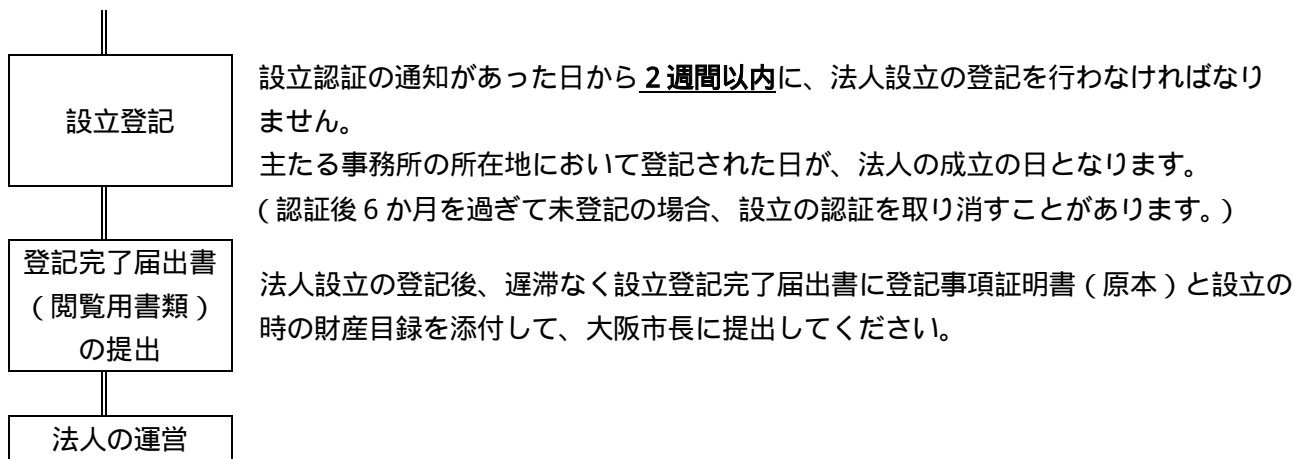 設立登記
設立認証の通知があった日から２週間以内に、法人設立の登記を行わなければなり
ません。
主たる事務所の所在地において登記された日が、法人の成立の日となります。
（認証後６か月を過ぎて未登記の場合、設立の認証を取り消すことがあります。）
登記完了届出書
（閲覧用書類）
の提出
法人設立の登記後、遅滞なく設立登記完了届出書に登記事項証明書（原本）と設立の
時の財産目録を添付して、大阪市長に提出してください。
法人の運営